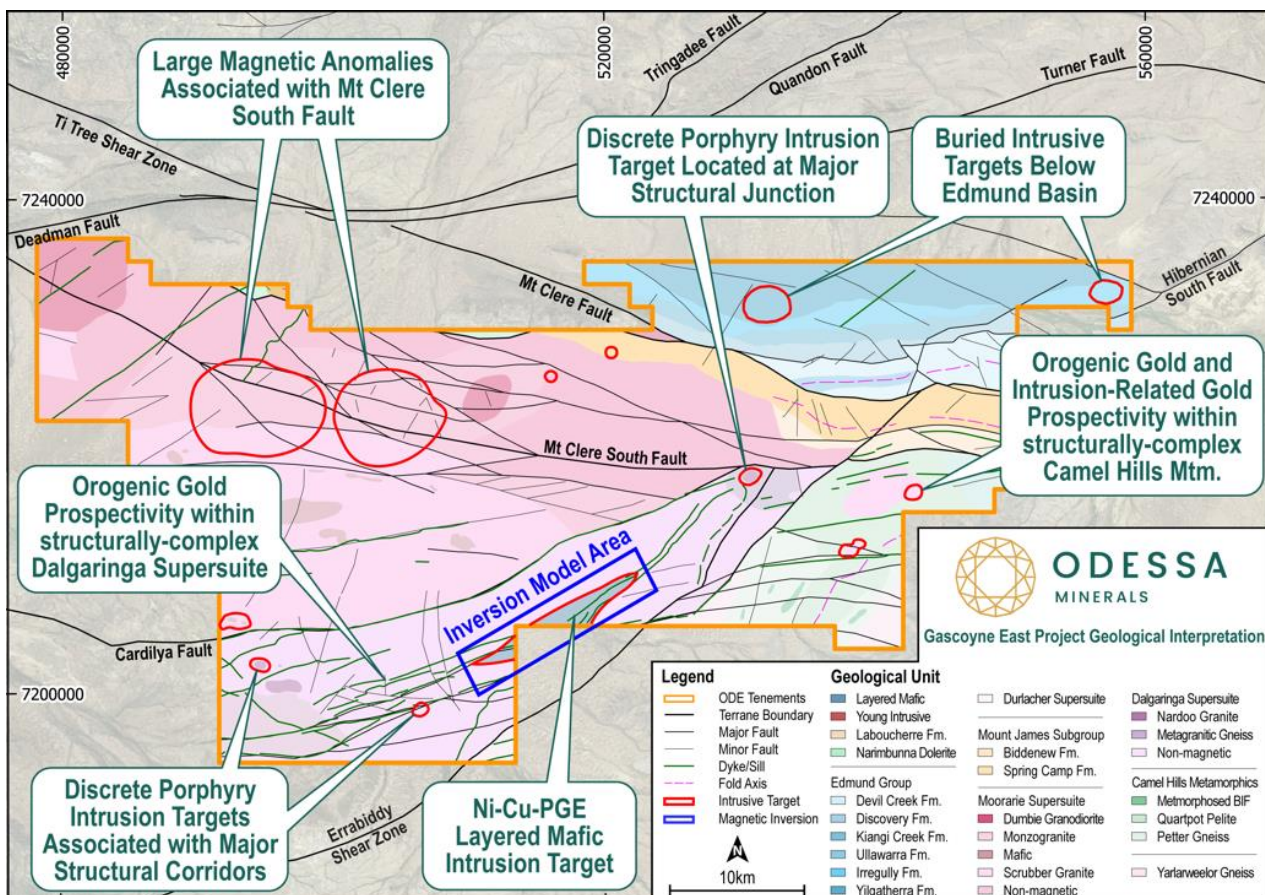 480000
520000
560000
Large Magnetic Anomalies
Associated with Mt Clere
South Fault
Tringadee Fault
Quandon Fault
Turner Fault
Ti Tree Shear Zone
Discrete Porphyry Intrusion
Target Located at Major
Structural Junction
Buried Intrusive
Targets Below
Edmund Basin
7240000
7240000
Deadman Fault
Mt Clere Fault
Hibernian
South Fault
Orogenic Gold and
Intrusion-Related Gold
Prospectivity within
structurally-complex
Camel Hills Mtm.
Mt Clere South Fault
Orogenic Gold
Prospectivity within
structurally-complex
Dalgaringa Supersuite
Inversion Model Area
Cardilya Fault
7200000
Discrete Porphyry
Intrusion Targets
Associated with Major
Structural Corridors
Errabiddy
Shear Zone
Ni-Cu-PGE
Layered Mafic
Intrusion Target
ODESSA
MINERALS
Gascoyne East Project Geological Interpretation
Legend
ODE Tenements
Terrane Boundary
Major Fault
Minor Fault
Dyke/Sill
Fold Axis
Intrusive Target
Magnetic Inversion
N
10km
Geological Unit
Layered Mafic
Young Intrusive
Laboucherre Fm.
Narimbunna Dolerite
Edmund Group
Devil Creek Fm.
Discovery Fm.
Kiangi Creek Fm.
Ullawarra Fm.
Irregully Fm.
Yilgatherra Fm.
Durlacher Supersuite
Mount James Subgroup
Biddenew Fm.
Spring Camp Fm.
Moorarie Supersuite
Dumbie Granodiorite
Monzogranite
Mafic
Scrubber Granite
Non-magnetic
Dalgaringa Supersuite
Nardoo Granite
Metagranitic Gneiss
Non-magnetic
Camel Hills Metamorphics
Metmorphosed BIF
Quartpot Pelite
Petter Gneiss
Yarlarweelor Gneiss